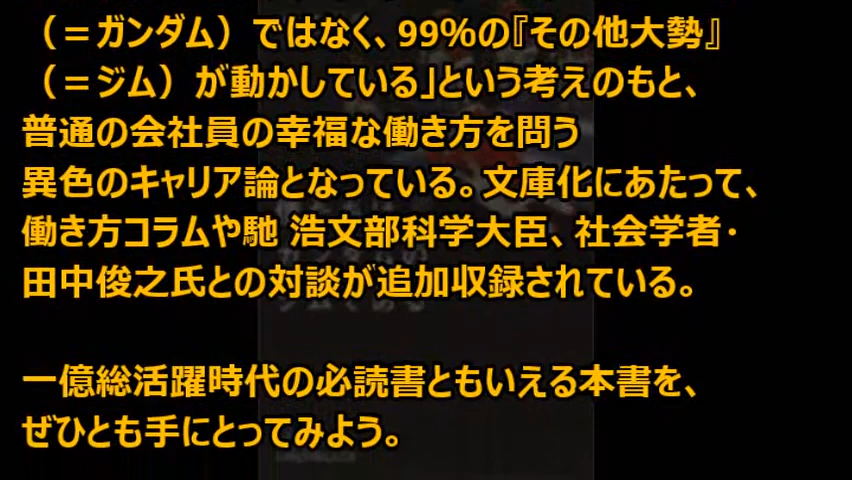 （＝ガンダム）ではなく、99％の『その他大勢』
（＝ジム）が動かしている」という考えのもと、
普通の会社員の幸福な働き方を問う
異色のキャリア論となっている。文庫化にあたって、
働き方コラムや馳 浩文部科学大臣、社会学者・
田中俊之氏との対談が追加収録されている。
一億総活躍時代の必読書ともいえる本書を、
ぜひとも手にとってみよう。